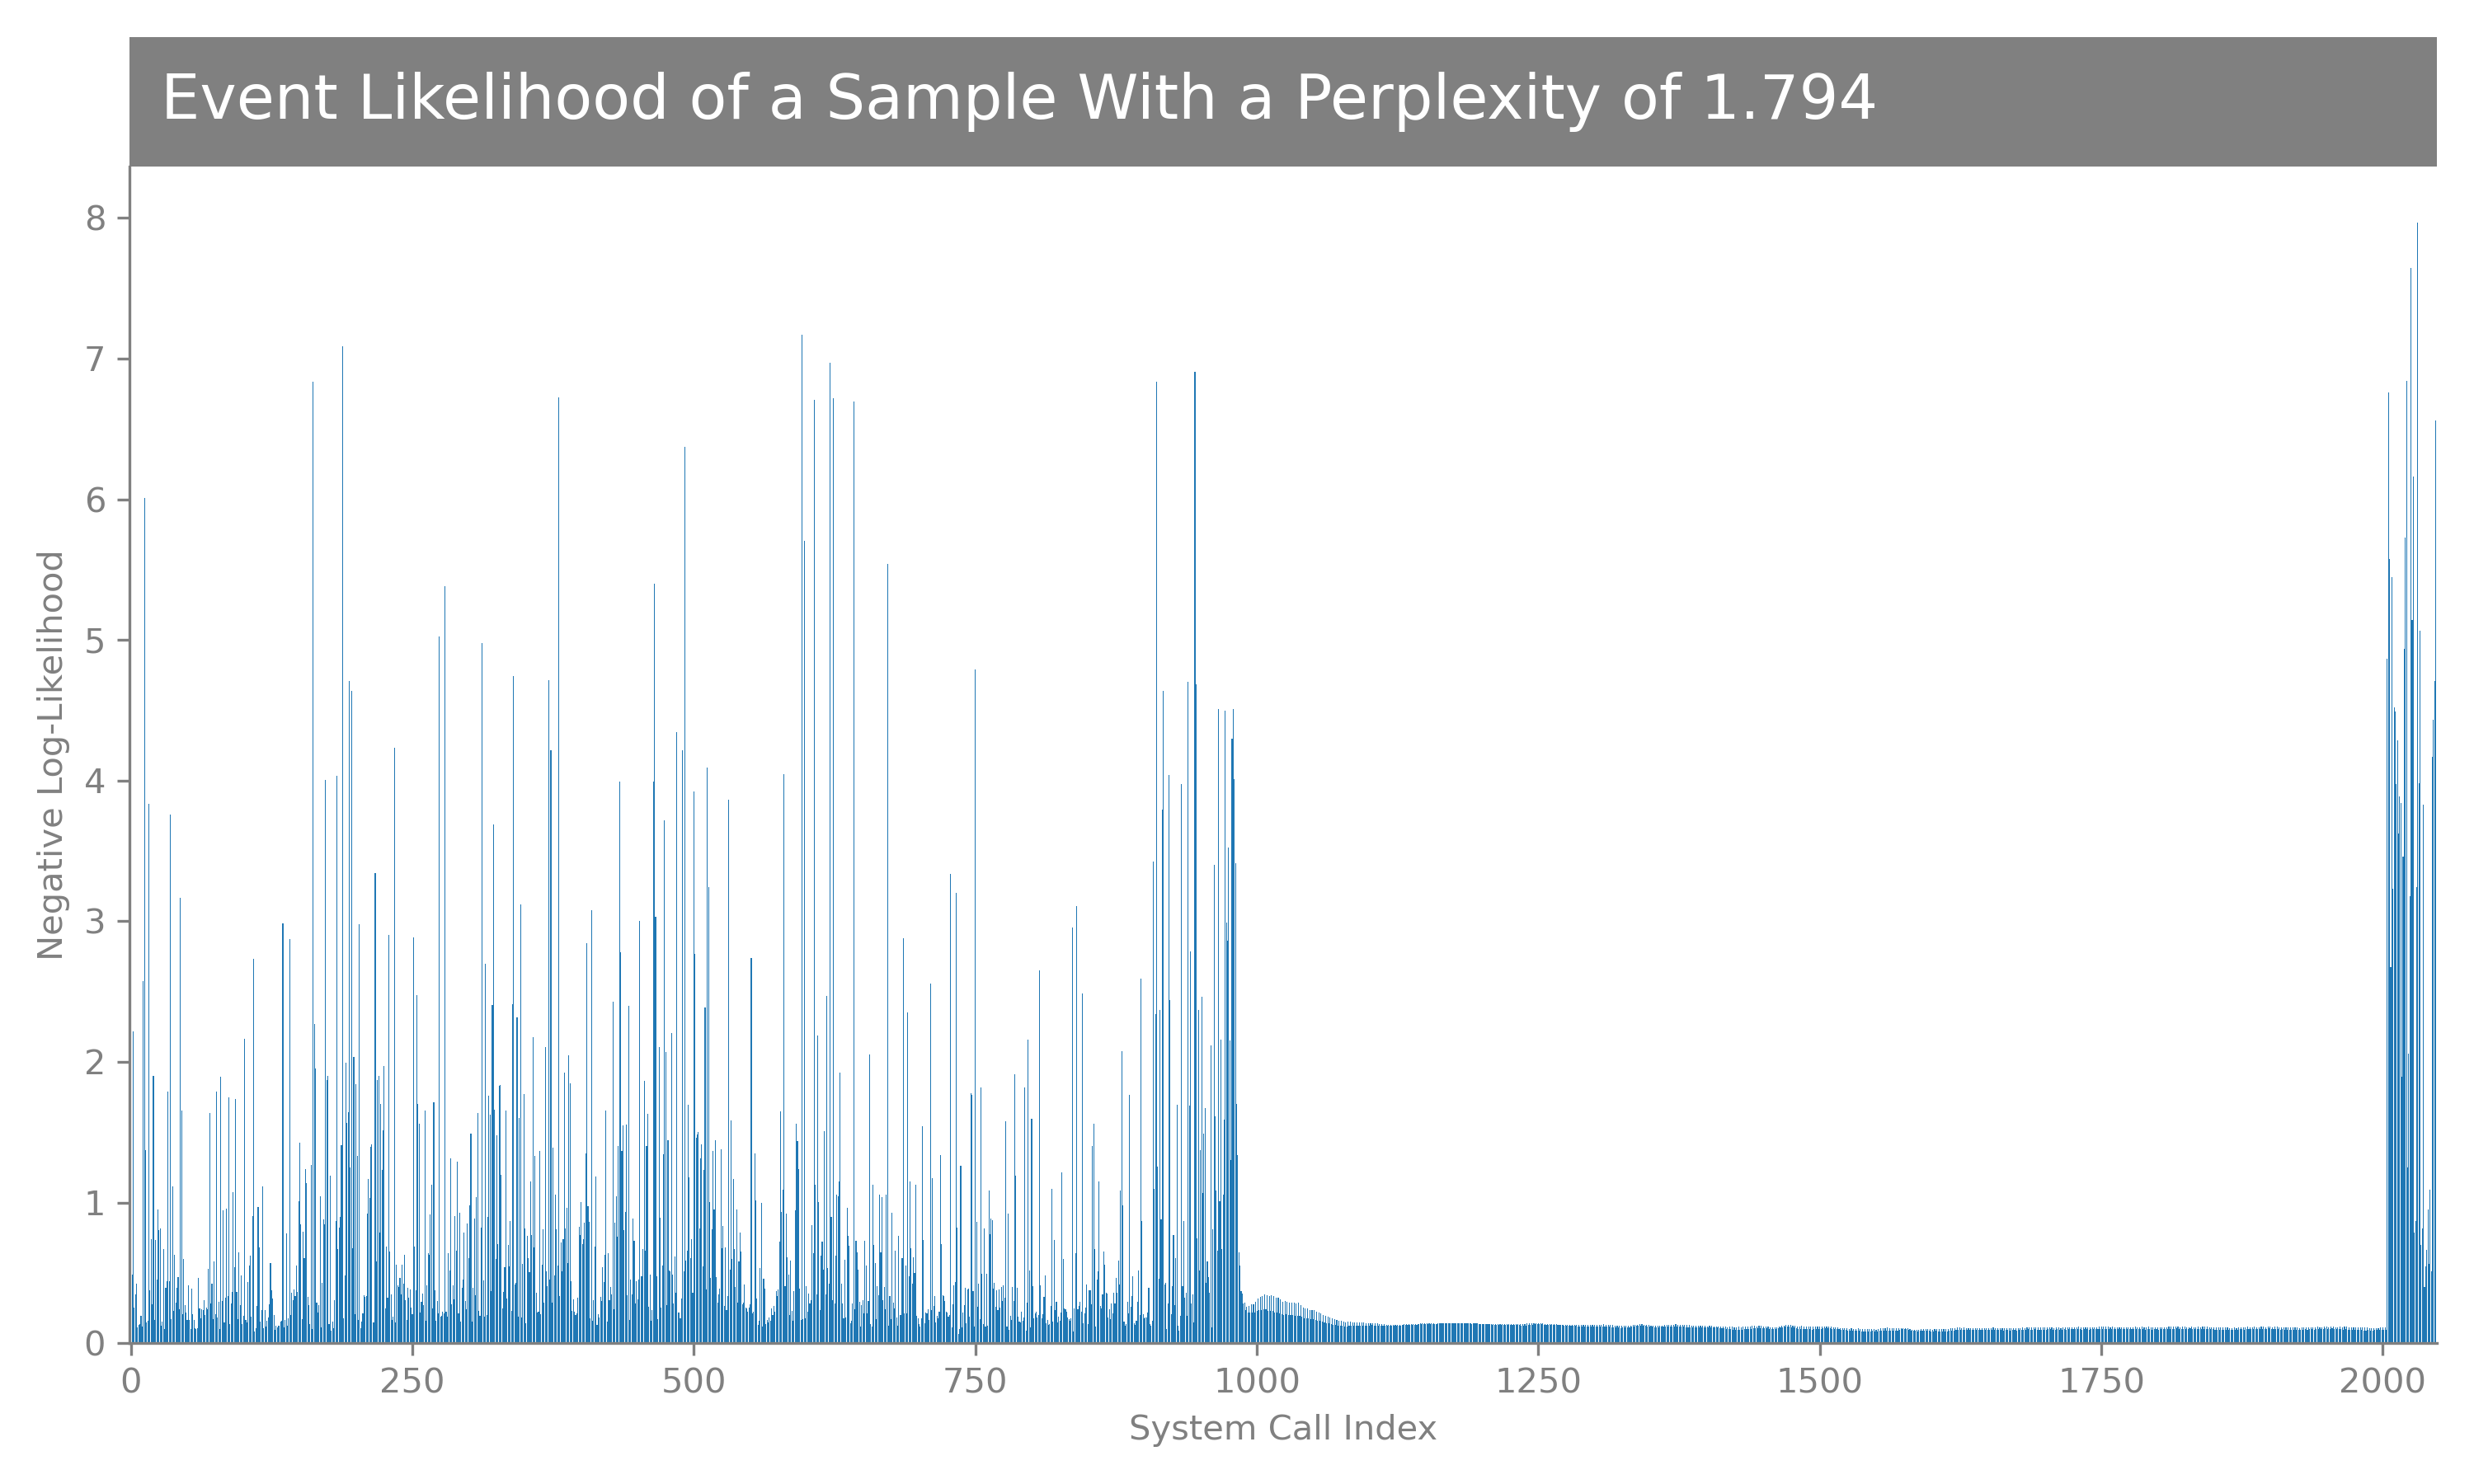 Event Likelihood of a Sample With a Perplexity of 1.794
8
7
6
5
4
3
2
1
0
Negative Log-Likelihood
0 250 500 750 1000 1250 1500 1750 2000
System Call Index